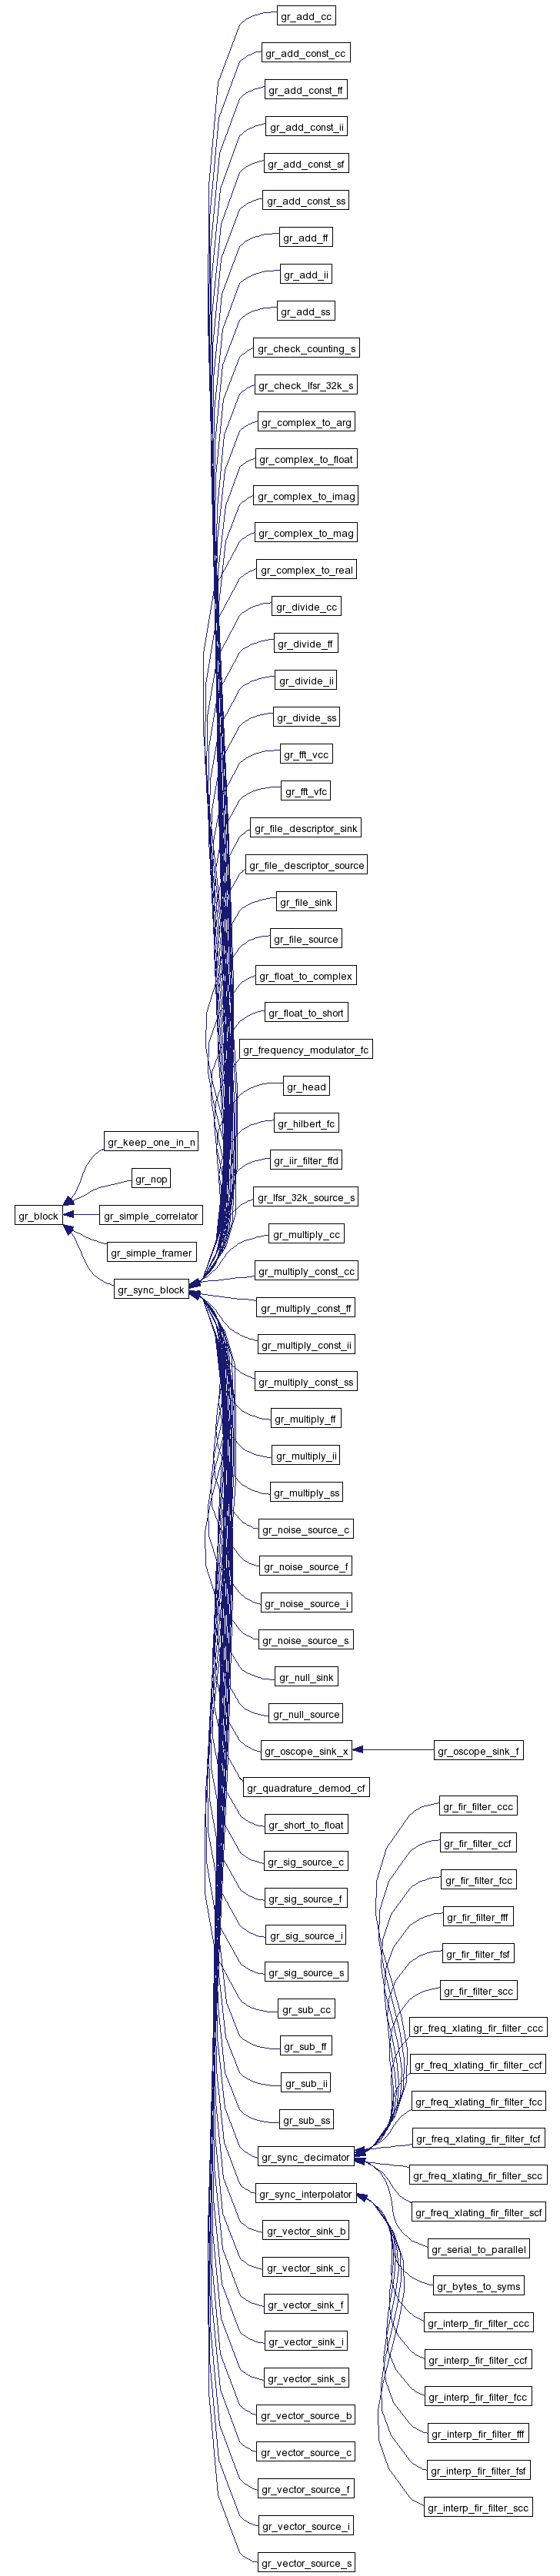 gr_add_cc
gr_add_const_cc
gr_add_const_ff
gr_add_const_ii
gr_add_const_sf
gr_add_const_ss
gr_add_ff
gr_add_ii
gr_add_ss
gr_check_counting_s
gr_check_lfsr_32k_s
gr_complex_to_arg
gr_complex_to_float
gr_complex_to_imag
gr_complex_to_mag
gr_complex_to_real
gr_divide_cc
gr_divide_ff
gr_divide_ii
gr_divide_ss
gr_fft_vcc
gr_fft_vfc
gr_file_descriptor_sink
gr_file_descriptor_source
gr_file_sink
gr_file_source
gr_float_to_complex
gr_float_to_short
gr_frequency_modulator_fc
gr_head
gr_hilbert_fc
gr_keep_one_in_n
gr_iir_filter_ffd
gr_nop
gr_lfsr_32k_source_s
gr_block
gr_simple_correlator
gr_multiply_cc
gr_simple_framer
gr_multiply_const_cc
gr_sync_block
gr_multiply_const_ff
gr_multiply_const_ii
gr_multiply_const_ss
gr_multiply_ff
gr_multiply_ii
gr_multiply_ss
gr_noise_source_c
gr_noise_source_f
gr_noise_source_i
gr_noise_source_s
gr_null_sink
gr_null_source
gr_oscope_sink_x
gr_oscope_sink_f
gr_quadrature_demod_cf
gr_fir_filter_ccc
gr_short_to_float
gr_fir_filter_ccf
gr_sig_source_c
gr_fir_filter_fcc
gr_sig_source_f
gr_fir_filter_fff
gr_sig_source_i
gr_fir_filter_fsf
gr_sig_source_s
gr_fir_filter_scc
gr_sub_cc
gr_freq_xlating_fir_filter_ccc
gr_sub_ff
gr_freq_xlating_fir_filter_ccf
gr_sub_ii
gr_freq_xlating_fir_filter_fcc
gr_sub_ss
gr_freq_xlating_fir_filter_fcf
gr_sync_decimator
gr_freq_xlating_fir_filter_scc
gr_sync_interpolator
gr_freq_xlating_fir_filter_scf
gr_vector_sink_b
gr_serial_to_parallel
gr_vector_sink_c
gr_bytes_to_syms
gr_vector_sink_f
gr_interp_fir_filter_ccc
gr_vector_sink_i
gr_interp_fir_filter_ccf
gr_vector_sink_s
gr_interp_fir_filter_fcc
gr_vector_source_b
gr_interp_fir_filter_fff
gr_vector_source_c
gr_interp_fir_filter_fsf
gr_vector_source_f
gr_interp_fir_filter_scc
gr_vector_source_i
gr_vector_source_s